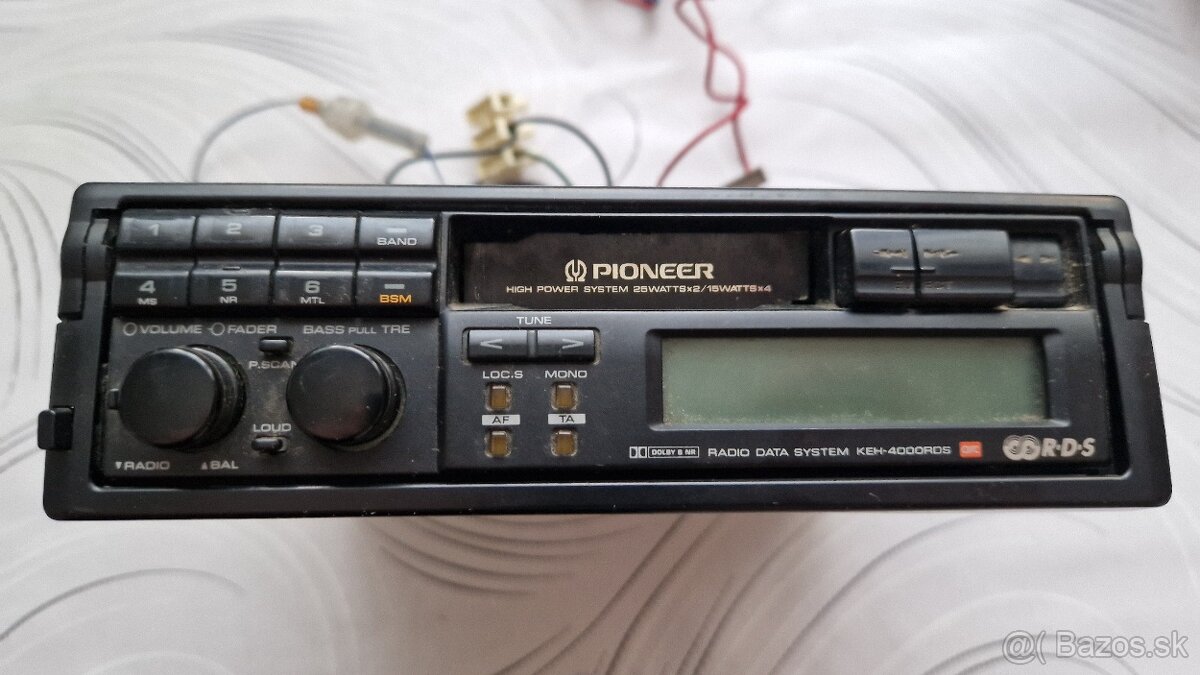 1 2 3 BAND
4 5 6 BSM
MS NR MTL
VOLUME FADER BASS PULL TRE
P.SCAN
LOUD
▼RADIO ▲BAL
PIONEER
HIGH POWER SYSTEM 25WATTSx2/15WATTSx4
TUNE
< >
LOC.S MONO
AF TA
DOLBY B NR RADIO DATA SYSTEM KEH-4000RDS
R·D·S
@( Bazos.sk